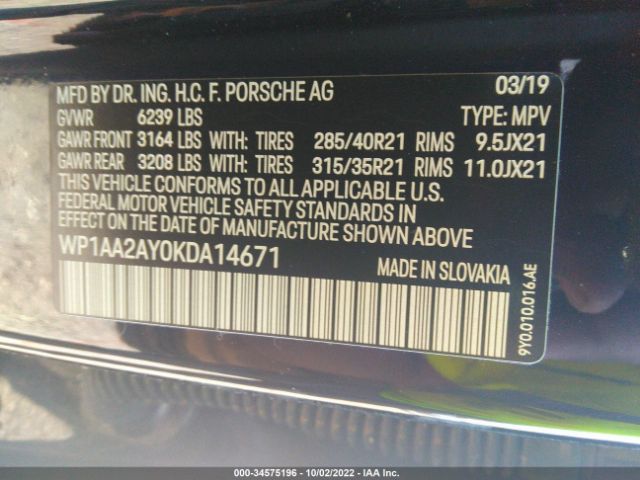 MFD BY DR. ING. H.C. F. PORSCHE AG 03/19
GVWR 6239 LBS TYPE: MPV
GAWR FRONT 3164 LBS WITH: TIRES 285/40R21 RIMS 9.5JX21
GAWR REAR 3208 LBS WITH: TIRES 315/35R21 RIMS 11.0JX21
THIS VEHICLE CONFORMS TO ALL APPLICABLE U.S.
FEDERAL MOTOR VEHICLE SAFETY STANDARDS IN
EFFECT ON THE DATE OF MANUFACTURE SHOWN ABOVE.
WP1AA2AY0KDA14671
MADE IN SLOVAKIA
9Y0.010.016.AE
000-34575196 - 10/02/2022 - IAA Inc.